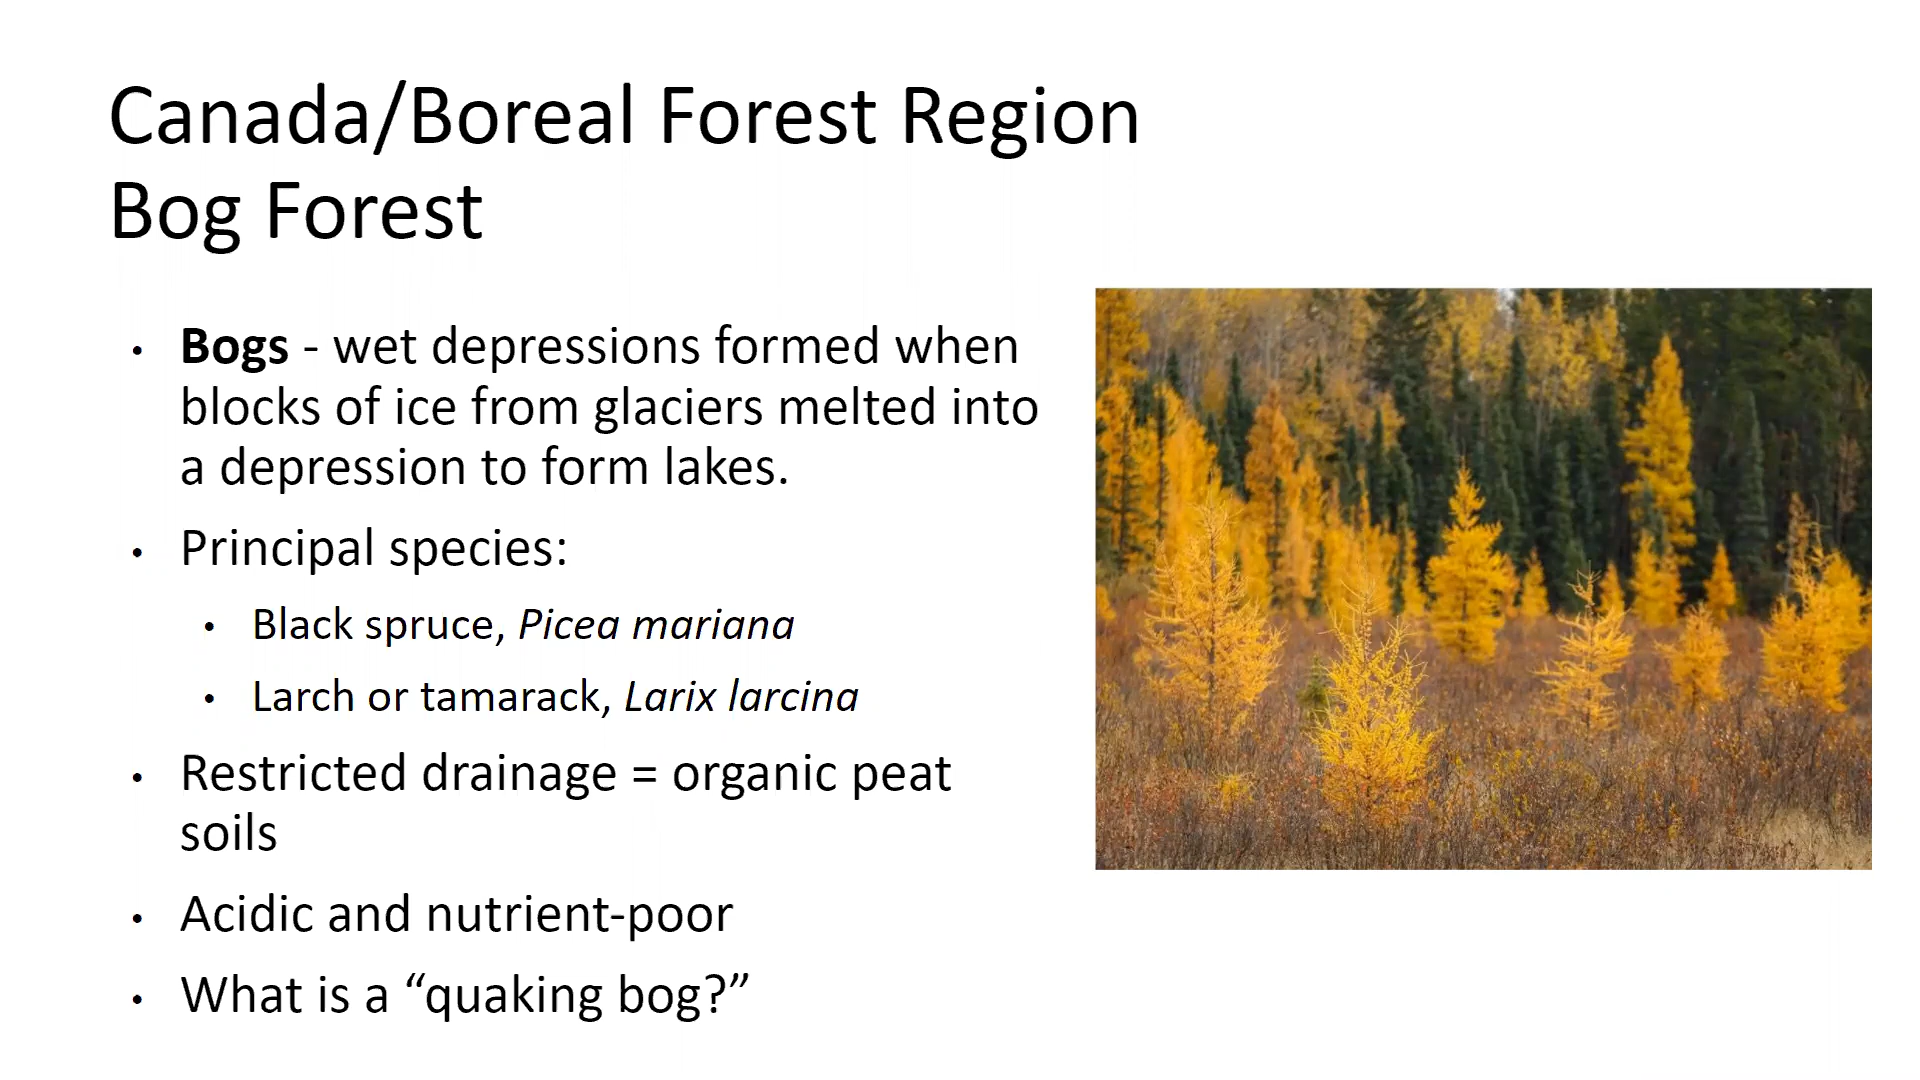 Canada/Boreal Forest Region
Bog Forest
• Bogs - wet depressions formed when
blocks of ice from glaciers melted into
a depression to form lakes.
• Principal species:
• Black spruce, Picea mariana
• Larch or tamarack, Larix larcina
• Restricted drainage = organic peat
soils
• Acidic and nutrient-poor
• What is a “quaking bog?”